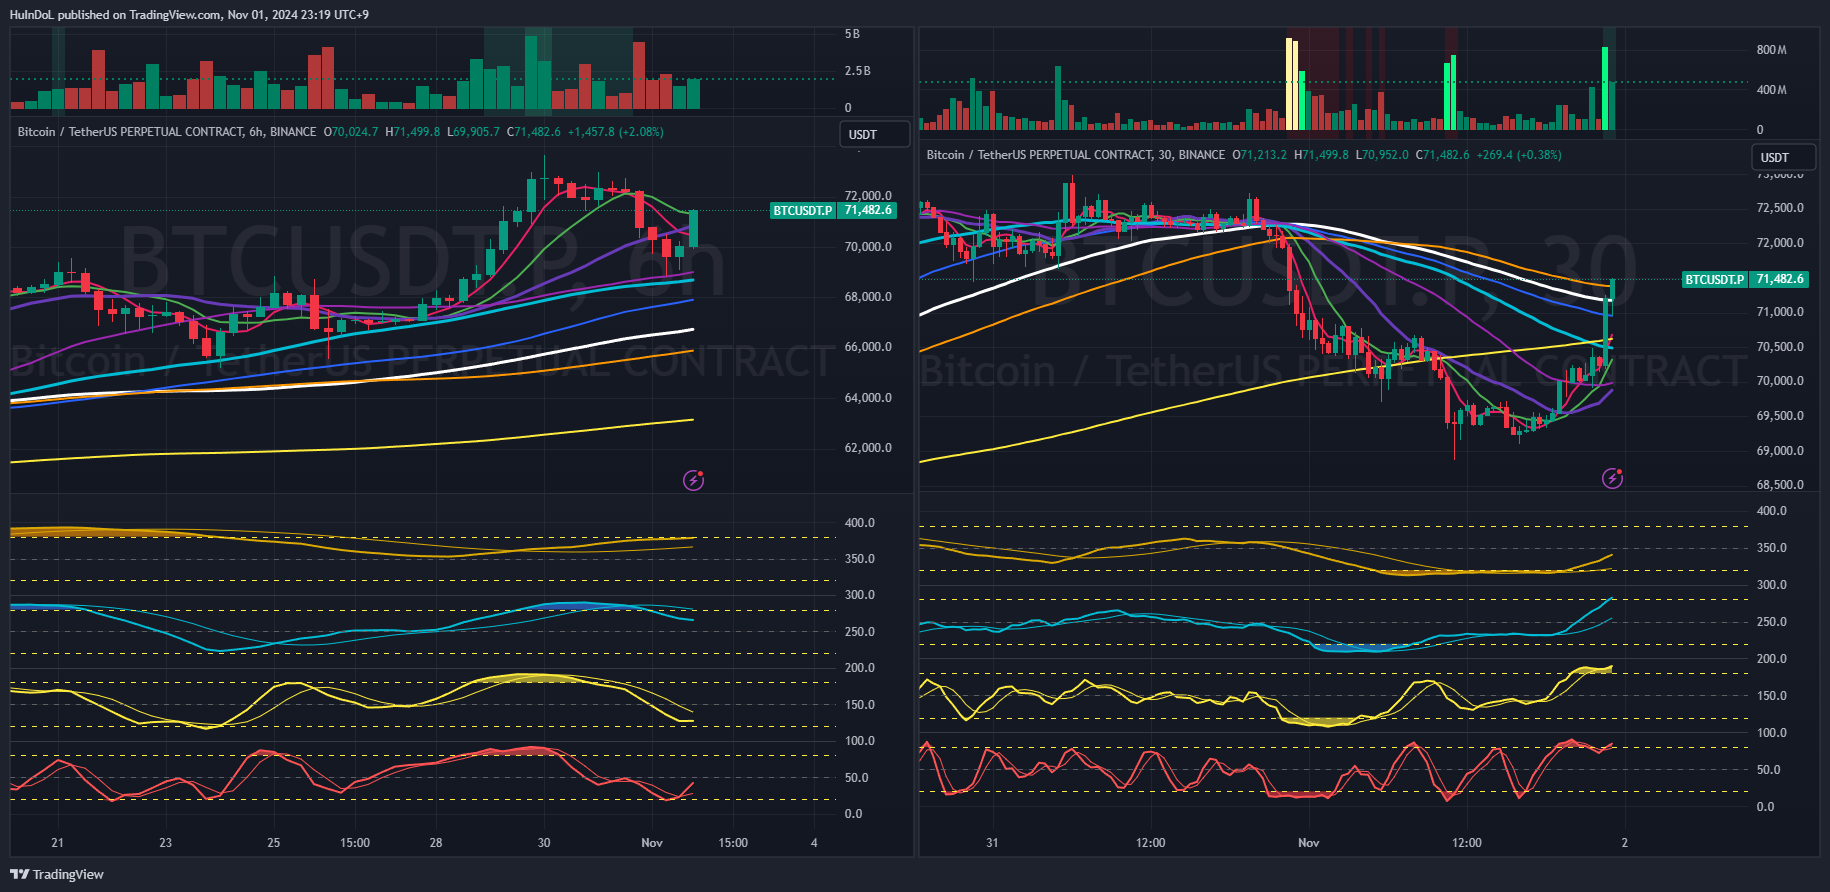 HuInDoL published on TradingView.com, Nov 01, 2024 23:19 UTC+9
5 B
2.5 B
0
Bitcoin / TetherUS PERPETUAL CONTRACT, 6h, BINANCE O70,024.7 H71,499.8 L69,905.7 C71,482.6 +1,457.8 (+2.08%)
USDT
BTCUSDT.P, 6h
Bitcoin / TetherUS PERPETUAL CONTRACT
72,000.0
BTCUSDT.P 71,482.6
70,000.0
68,000.0
66,000.0
64,000.0
62,000.0
400.0
350.0
300.0
250.0
200.0
150.0
100.0
50.0
0.0
21 23 25 15:00 28 30 Nov 15:00 4
800 M
400 M
0
Bitcoin / TetherUS PERPETUAL CONTRACT, 30, BINANCE O71,213.2 H71,499.8 L70,952.0 C71,482.6 +269.4 (+0.38%)
USDT
BTCUSDT.P, 30
Bitcoin / TetherUS PERPETUAL CONTRACT
73,000.0
72,500.0
72,000.0
BTCUSDT.P 71,482.6
71,000.0
70,500.0
70,000.0
69,500.0
69,000.0
68,500.0
400.0
350.0
300.0
250.0
200.0
150.0
100.0
50.0
0.0
31 12:00 Nov 12:00 2
TradingView